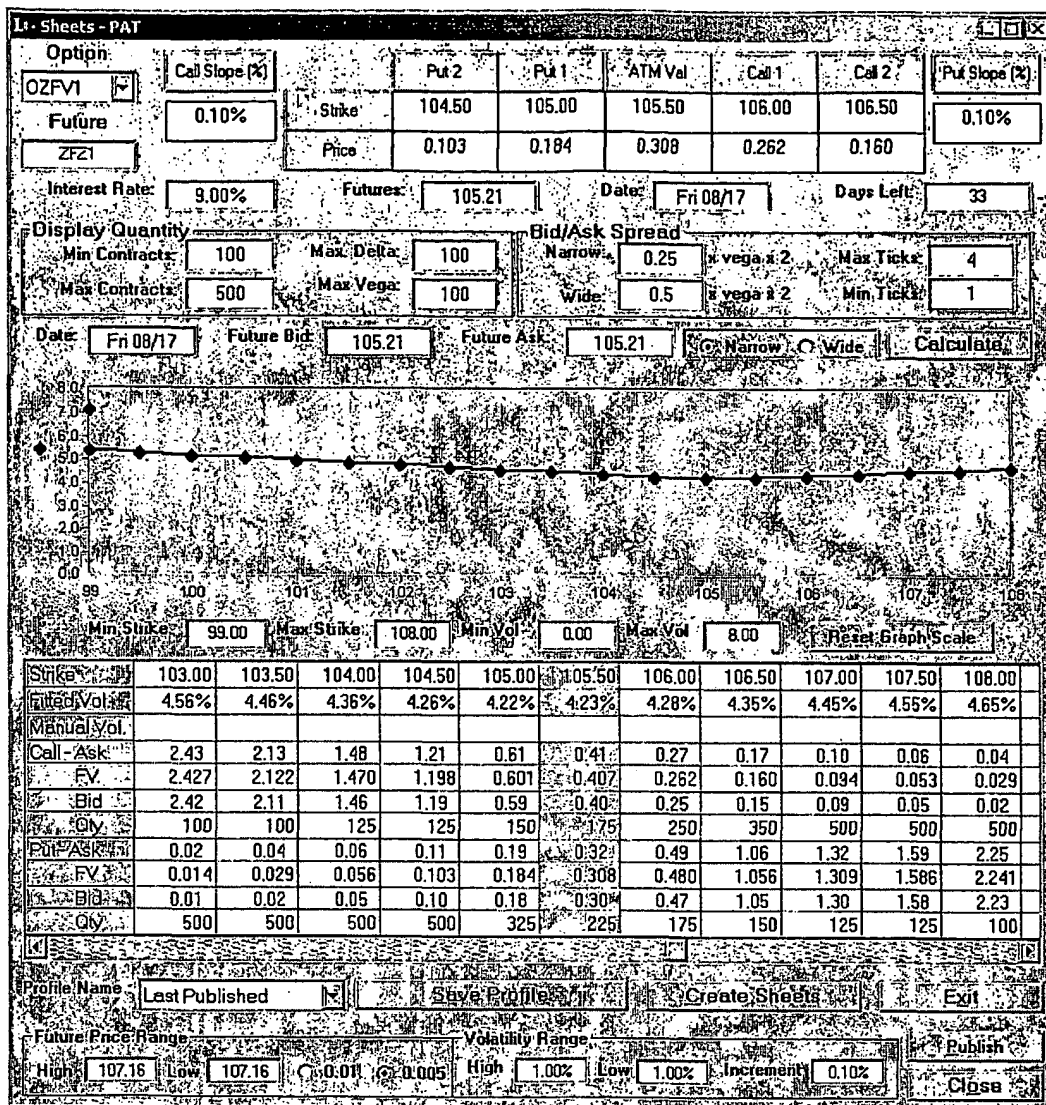 Sheets - PAT
Option
OZFV1
Future
ZFZ1
Call Slope (%)
0.10%
Put 2 Put 1 ATM Val Call 1 Call 2
Strike 104.50 105.00 105.50 106.00 106.50
Price 0.103 0.184 0.308 0.262 0.160
Put Slope (%)
0.10%
Interest Rate: 9.00% Futures: 105.21 Date: Fri 08/17 Days Left: 33
Display Quantity
Min Contracts: 100 Max. Delta: 100
Max Contracts: 500 Max Vega: 100
Bid/Ask Spread
Narrow: 0.25 x vega x 2 Max Ticks: 4
Wide: 0.5 x vega x 2 Min Ticks: 1
Date: Fri 08/17 Future Bid: 105.21 Future Ask: 105.21 Narrow Wide Calculate
8.0
7.0
6.0
5.0
4.0
3.0
2.0
1.0
0.0
99 100 101 102 103 104 105 106 107 108
Min Strike: 99.00 Max Strike: 108.00 Min Vol 0.00 Max Vol 8.00 Reset Graph Scale
Strike 103.00 103.50 104.00 104.50 105.00 105.50 106.00 106.50 107.00 107.50 108.00
Fitted Vol. 4.56% 4.46% 4.36% 4.26% 4.22% 4.23% 4.28% 4.35% 4.45% 4.55% 4.65%
Manual Vol.
Call - Ask 2.43 2.13 1.48 1.21 0.61 0.41 0.27 0.17 0.10 0.06 0.04
FV 2.427 2.122 1.470 1.198 0.601 0.407 0.262 0.160 0.094 0.053 0.029
Bid 2.42 2.11 1.46 1.19 0.59 0.40 0.25 0.15 0.09 0.05 0.02
Qty 100 100 125 125 150 175 250 350 500 500 500
Put - Ask 0.02 0.04 0.06 0.11 0.19 0.32 0.49 1.06 1.32 1.59 2.25
FV 0.014 0.029 0.056 0.103 0.184 0.308 0.480 1.056 1.309 1.586 2.241
Bid 0.01 0.02 0.05 0.10 0.18 0.30 0.47 1.05 1.30 1.58 2.23
Qty 500 500 500 500 325 225 175 150 125 125 100
Profile Name Last Published Save Profile Create Sheets Exit
Future Price Range
High 107.16 Low 107.16 0.01 0.005
Volatility Range
High 1.00% Low 1.00% Increment 0.10%
Publish
Close